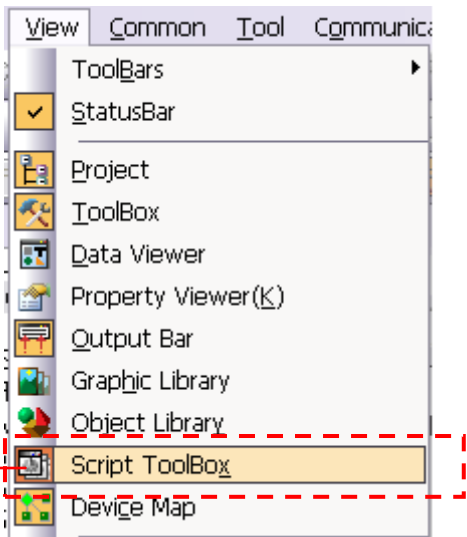 View Common Tool Communic
ToolBars
StatusBar
Project
ToolBox
Data Viewer
Property Viewer(K)
Output Bar
Graphic Library
Object Library
Script ToolBox
Device Map